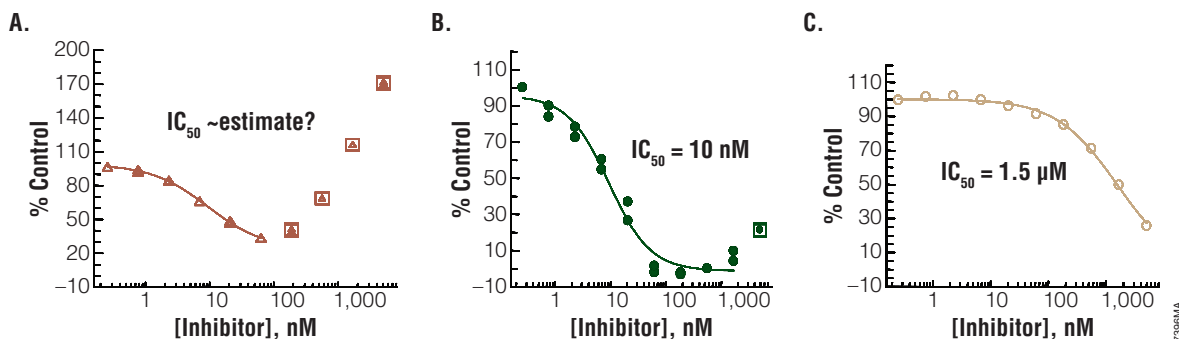 A.
% Control
200
170
140
110
80
50
20
–10
IC50 ~estimate?
1
10
100
1,000
[Inhibitor], nM
B.
% Control
110
90
70
50
30
10
–10
IC50 = 10 nM
1
10
100
1,000
[Inhibitor], nM
C.
% Control
110
90
70
50
30
10
–10
IC50 = 1.5 µM
1
10
100
1,000
[Inhibitor], nM
7396MA